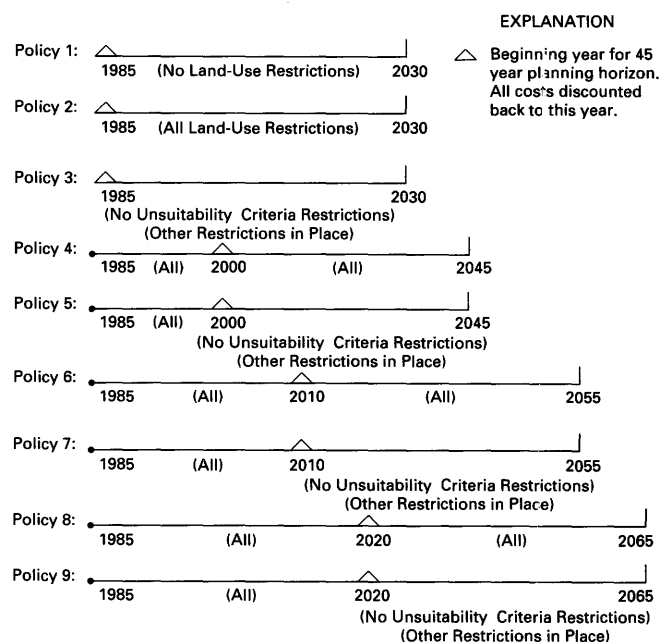 EXPLANATION
Beginning year for 45
year planning horizon.
All costs discounted
back to this year.
Policy 1:
1985 (No Land-Use Restrictions) 2030
Policy 2:
1985 (All Land-Use Restrictions) 2030
Policy 3:
1985 2030
(No Unsuitability Criteria Restrictions)
(Other Restrictions in Place)
Policy 4:
1985 (All) 2000 (All) 2045
Policy 5:
1985 (All) 2000 2045
(No Unsuitability Criteria Restrictions)
(Other Restrictions in Place)
Policy 6:
1985 (All) 2010 (All) 2055
Policy 7:
1985 (All) 2010 2055
(No Unsuitability Criteria Restrictions)
(Other Restrictions in Place)
Policy 8:
1985 (All) 2020 (All) 2065
Policy 9:
1985 (All) 2020 2065
(No Unsuitability Criteria Restrictions)
(Other Restrictions in Place)